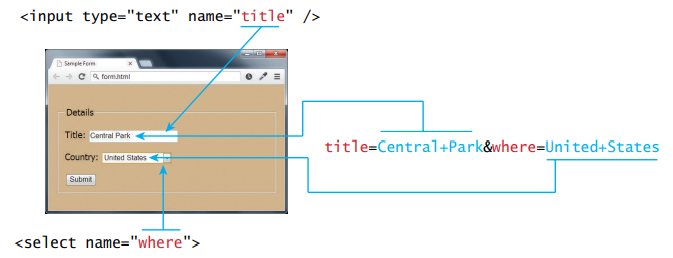 <input type="text" name="title" />
Sample Form
form.html
Details
Title: Central Park
Country: United States
Submit
title=Central+Park&where=United+States
<select name="where">